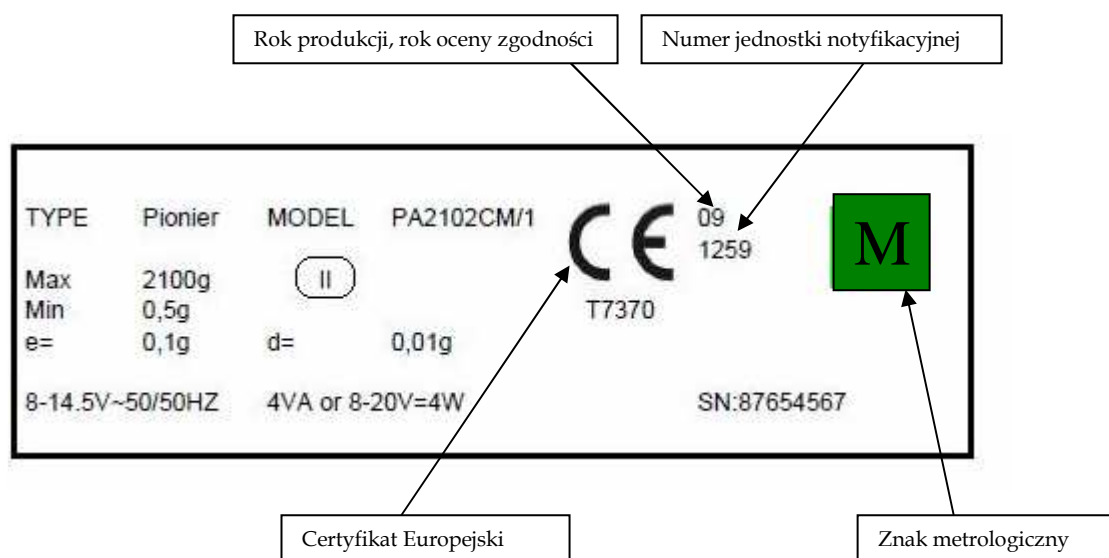 Rok produkcji, rok oceny zgodności
Numer jednostki notyfikacyjnej
TYPE Pionier MODEL PA2102CM/1 CE 09
1259
M
II
Max 2100g
Min 0,5g
T7370
e= 0,1g d= 0,01g
8-14.5V~50/50HZ 4VA or 8-20V=4W SN:87654567
Certyfikat Europejski
Znak metrologiczny